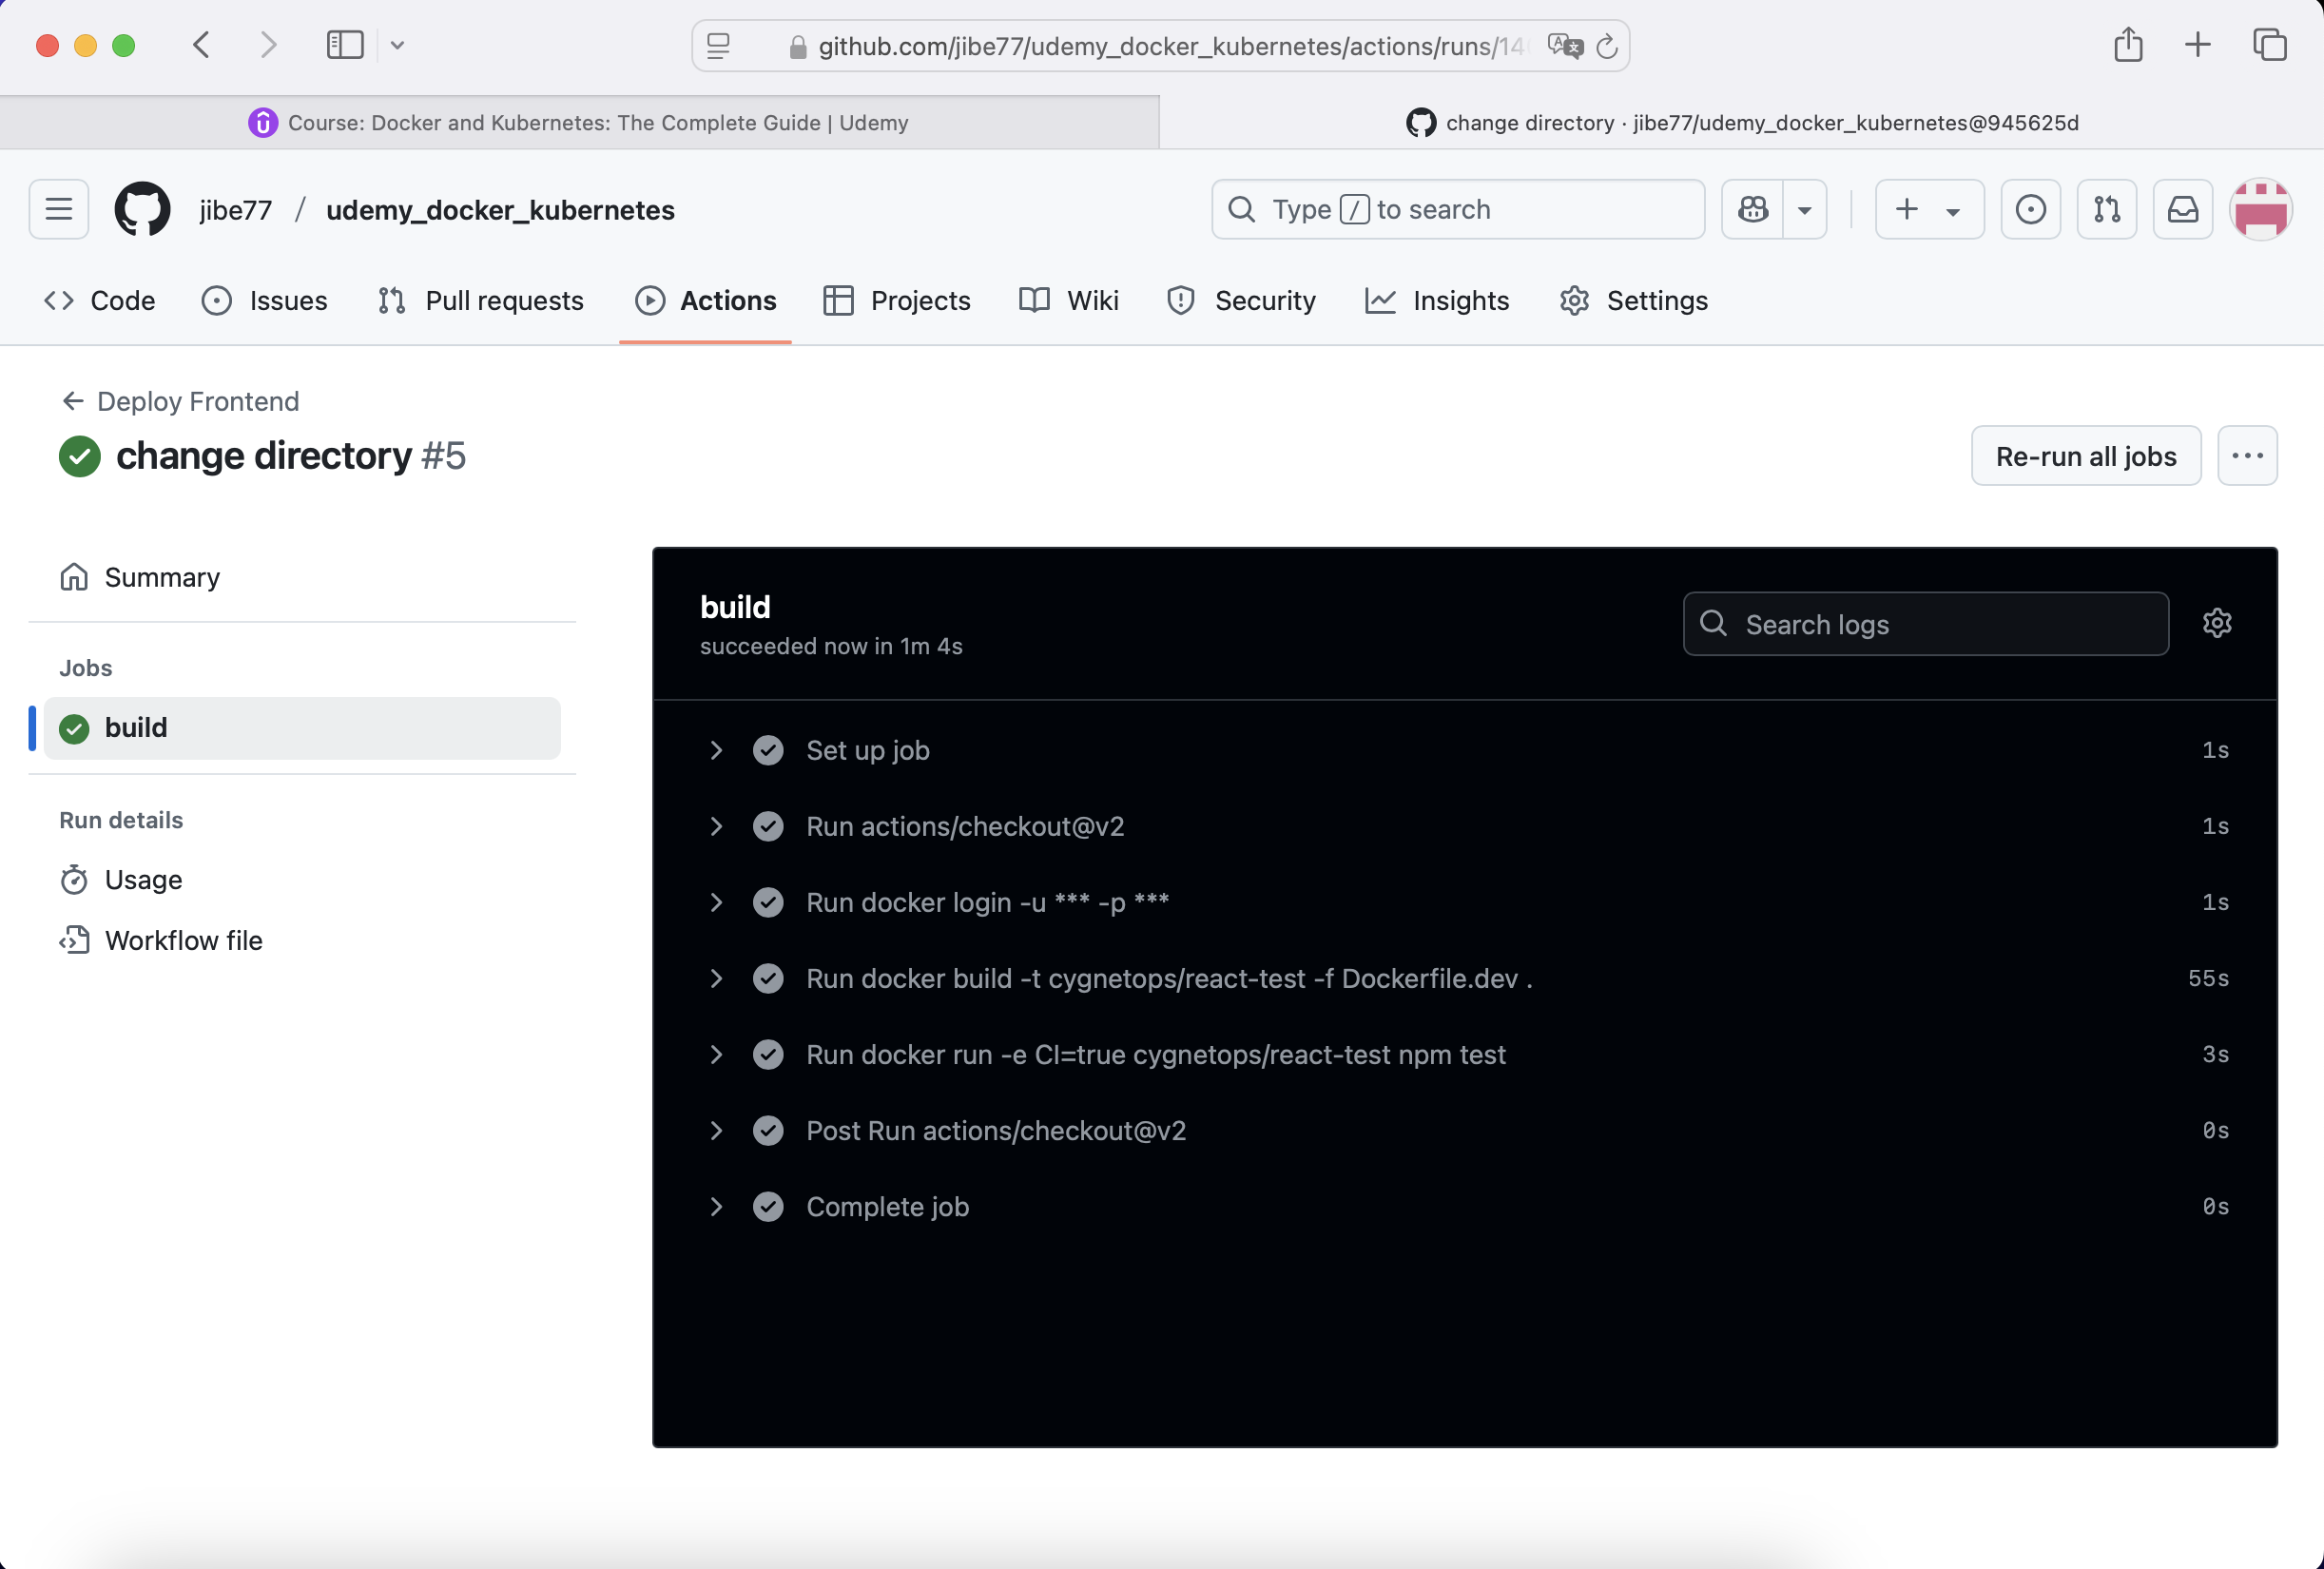 github.com/jibe77/udemy_docker_kubernetes/actions/runs/14
Course: Docker and Kubernetes: The Complete Guide | Udemy
change directory · jibe77/udemy_docker_kubernetes@945625d
jibe77 / udemy_docker_kubernetes
Type / to search
Code Issues Pull requests Actions Projects Wiki Security Insights Settings
Deploy Frontend
change directory #5
Re-run all jobs
Summary
Jobs
build
Run details
Usage
Workflow file
build
succeeded now in 1m 4s
Search logs
Set up job 1s
Run actions/checkout@v2 1s
Run docker login -u *** -p *** 1s
Run docker build -t cygnetops/react-test -f Dockerfile.dev . 55s
Run docker run -e CI=true cygnetops/react-test npm test 3s
Post Run actions/checkout@v2 0s
Complete job 0s